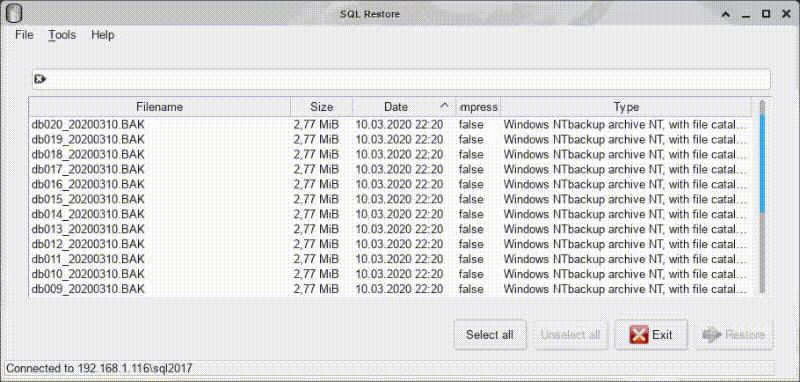 SQL Restore
File Tools Help
Filename Size Date mpress Type
db020_20200310.BAK 2,77 MiB 10.03.2020 22:20 false Windows NTbackup archive NT, with file catal...
db019_20200310.BAK 2,77 MiB 10.03.2020 22:20 false Windows NTbackup archive NT, with file catal...
db018_20200310.BAK 2,77 MiB 10.03.2020 22:20 false Windows NTbackup archive NT, with file catal...
db017_20200310.BAK 2,77 MiB 10.03.2020 22:20 false Windows NTbackup archive NT, with file catal...
db016_20200310.BAK 2,77 MiB 10.03.2020 22:20 false Windows NTbackup archive NT, with file catal...
db015_20200310.BAK 2,77 MiB 10.03.2020 22:20 false Windows NTbackup archive NT, with file catal...
db014_20200310.BAK 2,77 MiB 10.03.2020 22:20 false Windows NTbackup archive NT, with file catal...
db013_20200310.BAK 2,77 MiB 10.03.2020 22:20 false Windows NTbackup archive NT, with file catal...
db012_20200310.BAK 2,77 MiB 10.03.2020 22:20 false Windows NTbackup archive NT, with file catal...
db011_20200310.BAK 2,77 MiB 10.03.2020 22:20 false Windows NTbackup archive NT, with file catal...
db010_20200310.BAK 2,77 MiB 10.03.2020 22:20 false Windows NTbackup archive NT, with file catal...
db009_20200310.BAK 2,77 MiB 10.03.2020 22:20 false Windows NTbackup archive NT, with file catal...
Select all Unselect all Exit Restore
Connected to 192.168.1.116\sql2017